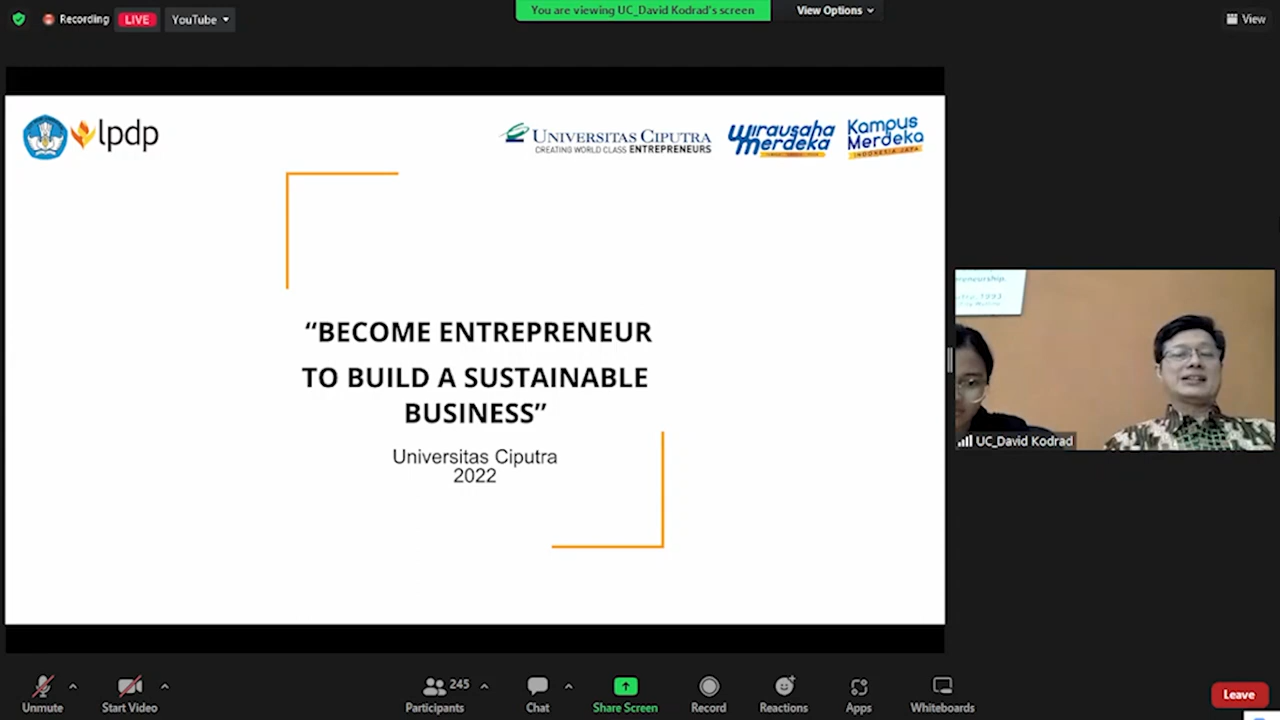 Recording
LIVE
YouTube
You are viewing UC_David Kodrad's screen
View Options
View
lpdp
UNIVERSITAS CIPUTRA
CREATING WORLD CLASS ENTREPRENEURS
Wirausaha
Merdeka
Kampus
Merdeka
INDONESIA JAYA
“BECOME ENTREPRENEUR
TO BUILD A SUSTAINABLE
BUSINESS”
Universitas Ciputra
2022
UC_David Kodrad
Unmute
Start Video
245
Participants
Chat
Share Screen
Record
Reactions
Apps
Whiteboards
Leave